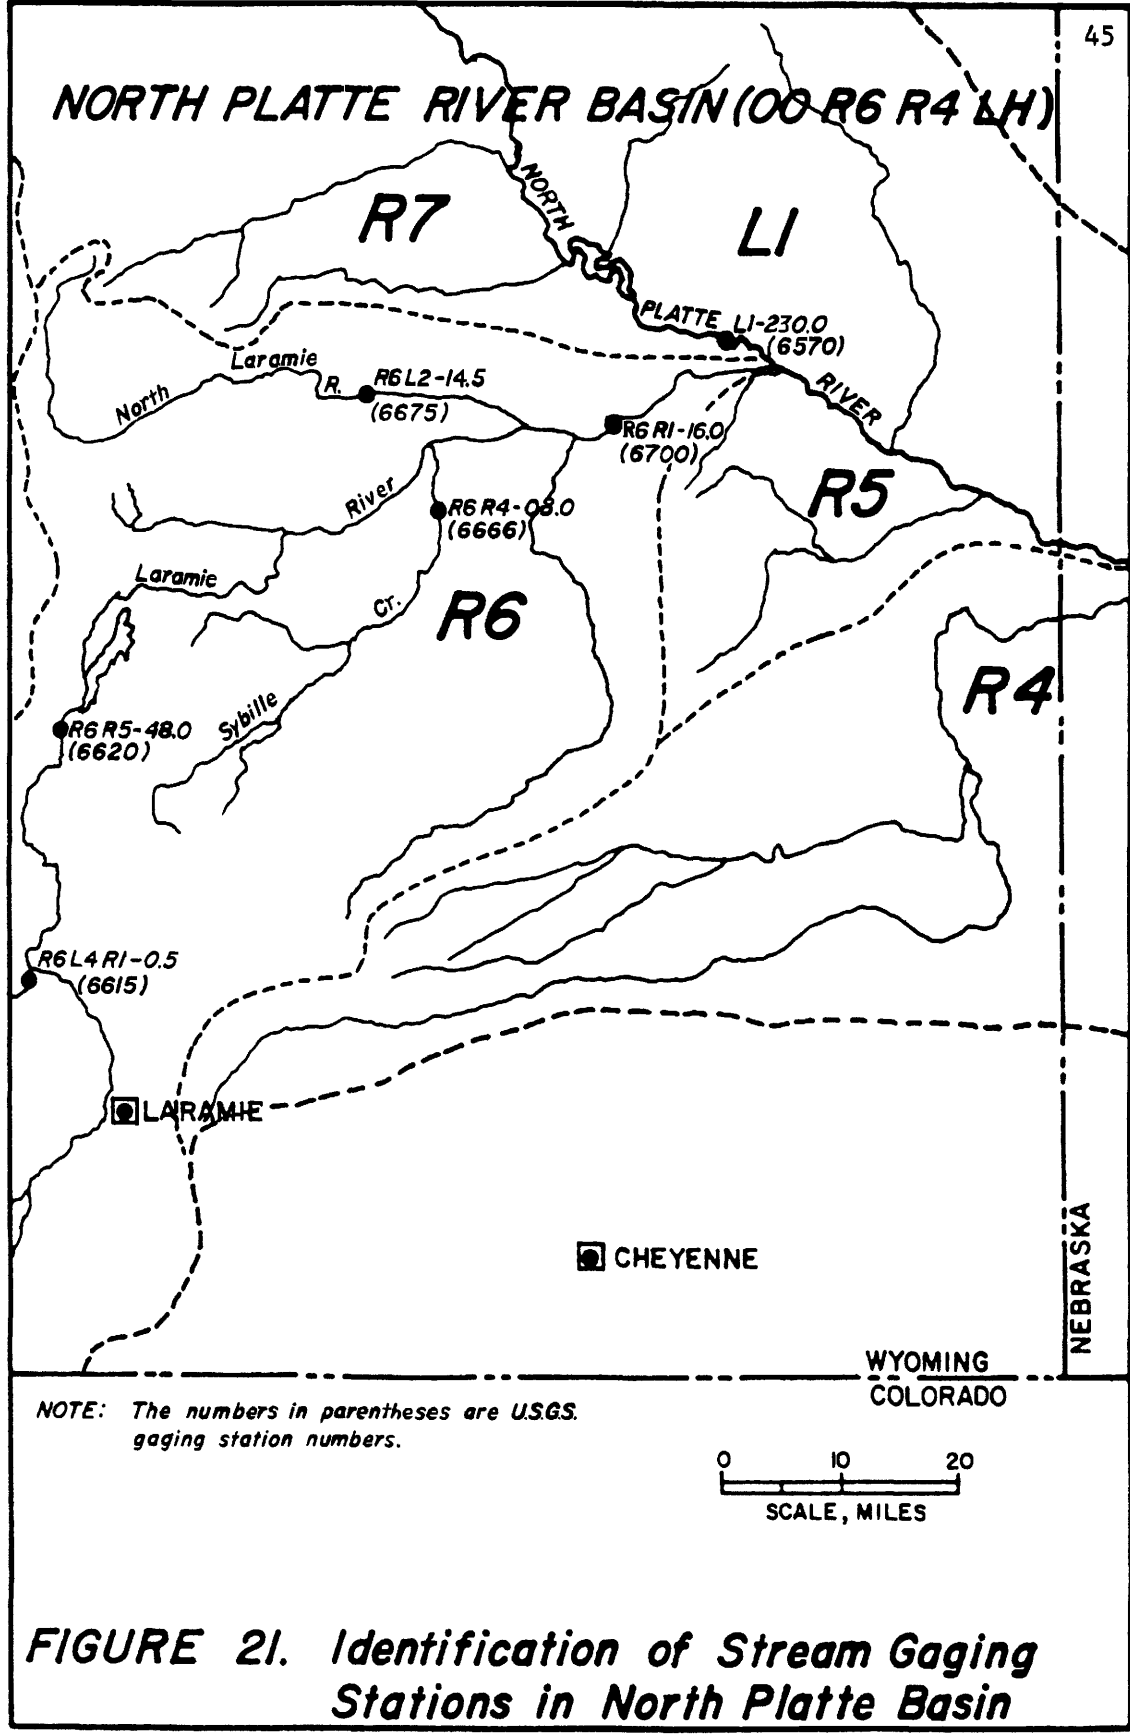 45
NORTH PLATTE RIVER BASIN (00 R6 R4 LH)
R7
NORTH
L1
PLATTE
L1-230.0
(6570)
Laramie
North
R.
R6 L2-14.5
(6675)
RIVER
R6 R1-16.0
(6700)
R5
River
R6 R4-08.0
(6666)
Laramie
Cr.
R6
R4
Sybille
R6 R5-48.0
(6620)
R6 L4 R1-0.5
(6615)
LARAMIE
CHEYENNE
NEBRASKA
WYOMING
COLORADO
NOTE: The numbers in parentheses are U.S.G.S.
gaging station numbers.
0 10 20
SCALE, MILES
FIGURE 21. Identification of Stream Gaging
Stations in North Platte Basin